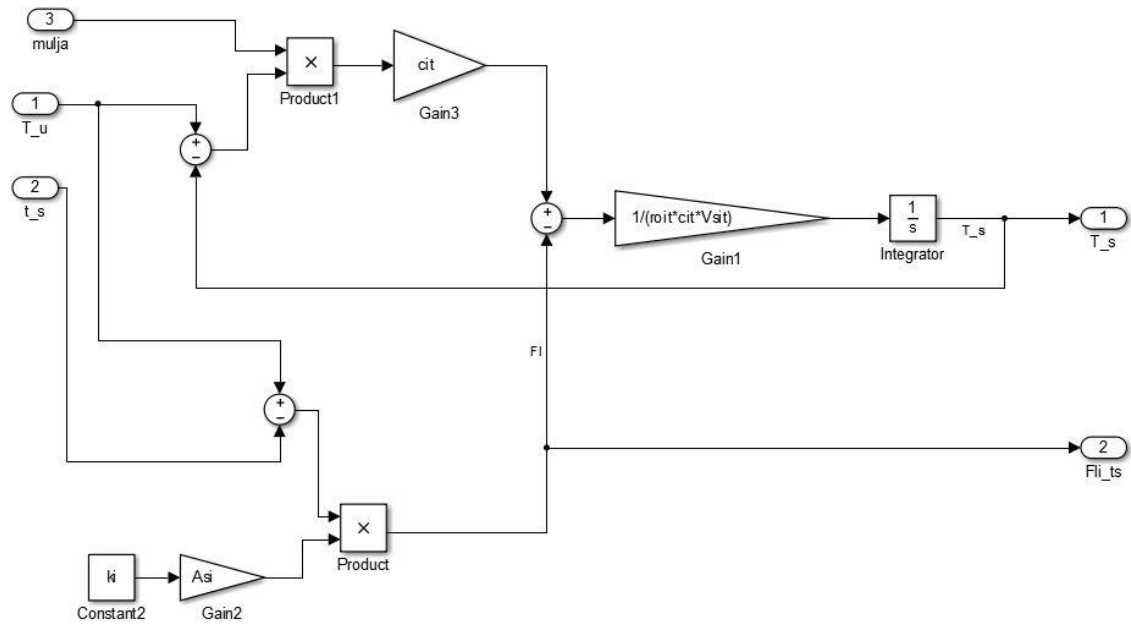 3
mulja
×
Product1
cit
Gain3
1
T_u
+
−
2
t_s
+
−
1/(roit*cit*Vsit)
Gain1
1
s
Integrator
T_s
1
T_s
FI
+
−
2
Fli_ts
×
Product
ki
Constant2
Asi
Gain2